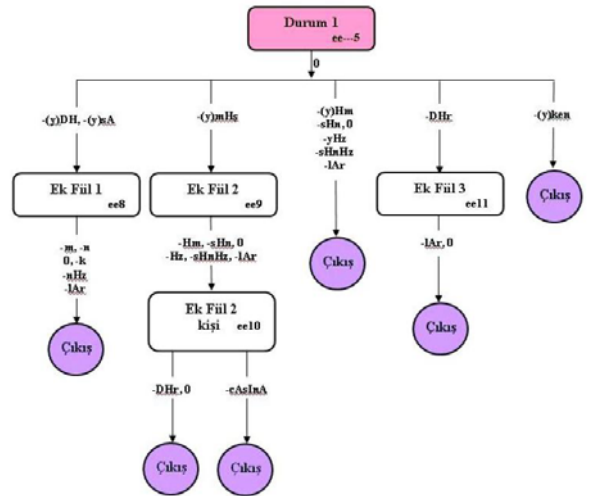 Durum 1
ee---5
0
-(y)DH, -(y)sA
-(y)mHş
-(y)Hm
-sHn, 0
-yHz
-sHnHz
-lAr
-DHr
-(y)ken
Ek Fiil 1
ee8
Ek Fiil 2
ee9
Ek Fiil 3
ee11
Çıkış
-m, -n
0, -k
-nHz
-lAr
-Hm, -sHn, 0
-Hz, -sHnHz, -lAr
Çıkış
-lAr, 0
Çıkış
Ek Fiil 2
kişi ee10
Çıkış
-DHr, 0
-cAsInA
Çıkış
Çıkış